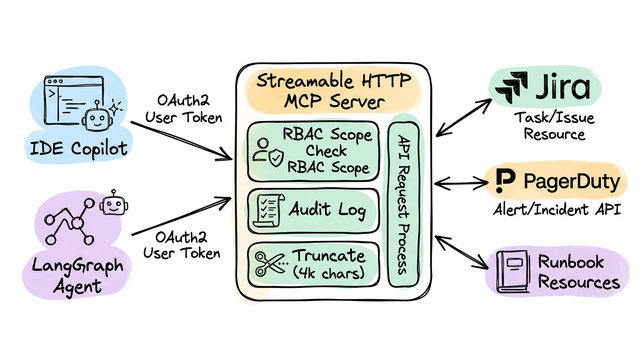 IDE Copilot
LangGraph
Agent
OAuth2
User Token
OAuth2
User Token
Streamable HTTP
MCP Server
RBAC Scope
Check
RBAC Scope
Audit Log
Truncate
(4k chars)
API Request Process
Jira
Task/Issue
Resource
PagerDuty
Alert/Incident API
Runbook
Resources